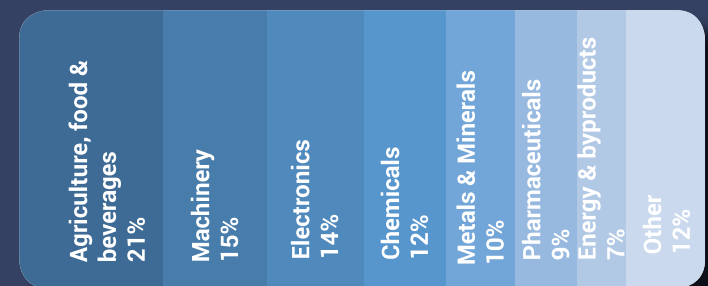 Agriculture, food &
beverages
21%
Machinery
15%
Electronics
14%
Chemicals
12%
Metals & Minerals
10%
Pharmaceuticals
9%
Energy & byproducts
7%
Other
12%